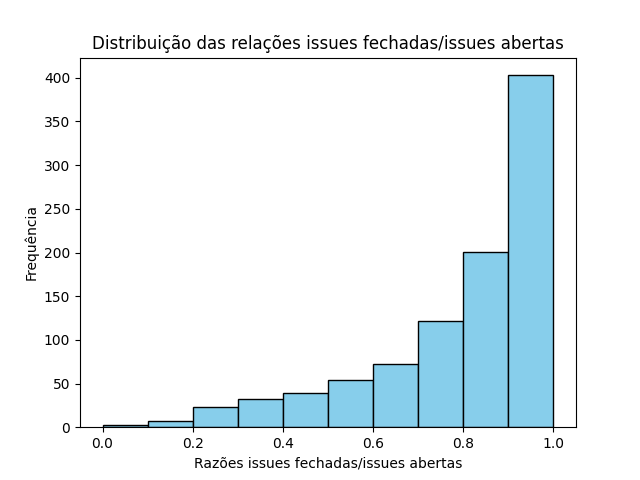 Distribuição das relações issues fechadas/issues abertas
400
350
300
250
200
150
100
50
0
Frequência
0.0 0.2 0.4 0.6 0.8 1.0
Razões issues fechadas/issues abertas